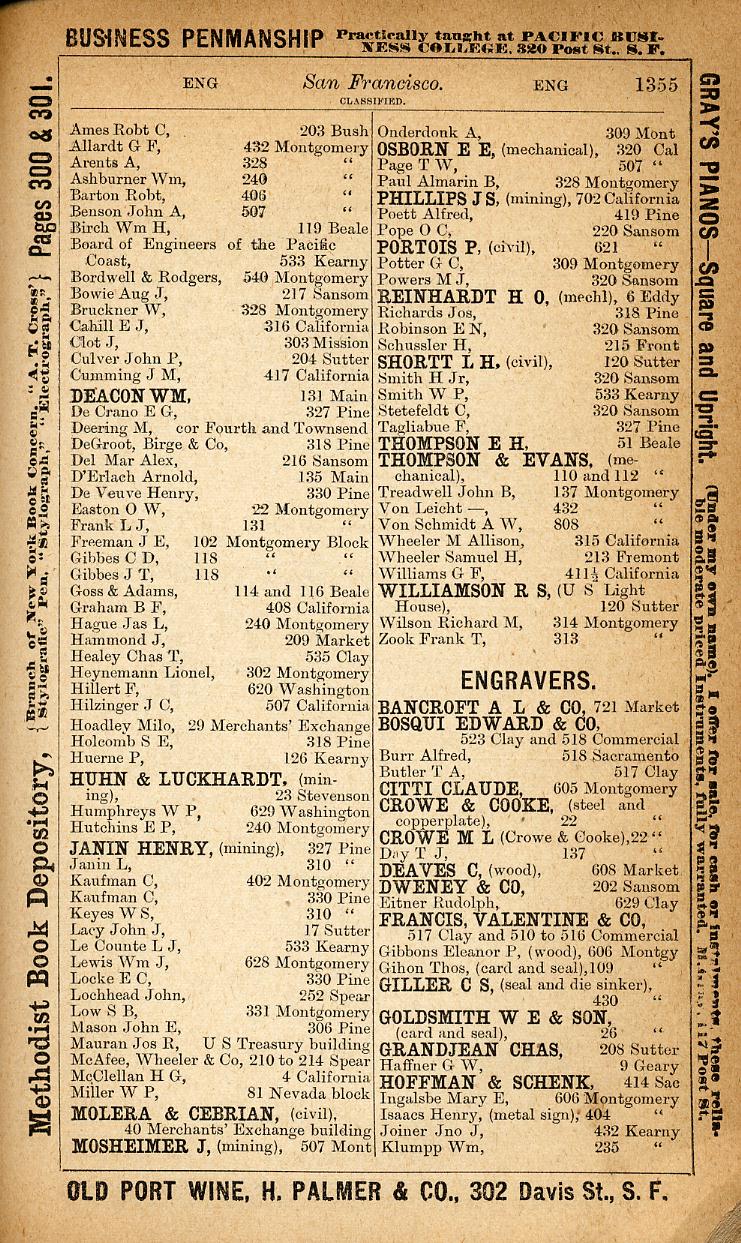 BUSINESS PENMANSHIP Practically taught at PACIFIC BUSI-
NESS COLLEGE, 320 Post St., S. F.
ENG San Francisco. ENG 1355
CLASSIFIED.
Ames Robt C, 203 Bush
Allardt G F, 432 Montgomery
Arents A, 328 “
Ashburner Wm, 240 “
Barton Robt, 406 “
Benson John A, 507 “
Birch Wm H, 119 Beale
Board of Engineers of the Pacific
Coast, 533 Kearny
Bordwell & Rodgers, 540 Montgomery
Bowie Aug J, 217 Sansom
Bruckner W, 328 Montgomery
Cahill E J, 316 California
Clot J, 303 Mission
Culver John P, 204 Sutter
Cumming J M, 417 California
DEACON WM, 131 Main
De Crano E G, 327 Pine
Deering M, cor Fourth and Townsend
DeGroot, Birge & Co, 318 Pine
Del Mar Alex, 216 Sansom
D'Erlach Arnold, 135 Main
De Veuve Henry, 330 Pine
Easton O W, 22 Montgomery
Frank L J, 131 “
Freeman J E, 102 Montgomery Block
Gibbes C D, 118 “ “
Gibbes J T, 118 “ “
Goss & Adams, 114 and 116 Beale
Graham B F, 408 California
Hague Jas L, 240 Montgomery
Hammond J, 209 Market
Healey Chas T, 535 Clay
Heynemann Lionel, 302 Montgomery
Hillert F, 620 Washington
Hilzinger J C, 507 California
Hoadley Milo, 29 Merchants' Exchange
Holcomb S E, 318 Pine
Huerne P, 126 Kearny
HUHN & LUCKHARDT, (min-
ing), 23 Stevenson
Humphreys W P, 629 Washington
Hutchins E P, 240 Montgomery
JANIN HENRY, (mining), 327 Pine
Janin L, 310 “
Kaufman C, 402 Montgomery
Kaufman C, 330 Pine
Keyes W S, 310 “
Lacy John J, 17 Sutter
Le Counte L J, 533 Kearny
Lewis Wm J, 628 Montgomery
Locke E C, 330 Pine
Lochhead John, 252 Spear
Low S B, 331 Montgomery
Mason John E, 306 Pine
Mauran Jos R, U S Treasury building
McAfee, Wheeler & Co, 210 to 214 Spear
McClellan H G, 4 California
Miller W P, 81 Nevada block
MOLERA & CEBRIAN, (civil),
40 Merchants' Exchange building
MOSHEIMER J, (mining), 507 Mont
Onderdonk A, 309 Mont
OSBORN E E, (mechanical), 320 Cal
Page T W, 507 “
Paul Almarin B, 328 Montgomery
PHILLIPS J S, (mining), 702 California
Poett Alfred, 419 Pine
Pope O C, 220 Sansom
PORTOIS P, (civil), 621 “
Potter G C, 309 Montgomery
Powers M J, 320 Sansom
REINHARDT H O, (mechl), 6 Eddy
Richards Jos, 318 Pine
Robinson E N, 320 Sansom
Schussler H, 215 Front
SHORTT L H, (civil), 120 Sutter
Smith H Jr, 320 Sansom
Smith W P, 533 Kearny
Stetefeldt C, 320 Sansom
Tagliabue F, 327 Pine
THOMPSON E H, 51 Beale
THOMPSON & EVANS, (me-
chanical), 110 and 112 “
Treadwell John B, 137 Montgomery
Von Leicht —, 432 “
Von Schmidt A W, 808 “
Wheeler M Allison, 315 California
Wheeler Samuel H, 213 Fremont
Williams G F, 411½ California
WILLIAMSON R S, (U S Light
House), 120 Sutter
Wilson Richard M, 314 Montgomery
Zook Frank T, 313 “
ENGRAVERS.
BANCROFT A L & CO, 721 Market
BOSQUI EDWARD & CO,
523 Clay and 518 Commercial
Burr Alfred, 518 Sacramento
Butler T A, 517 Clay
CITTI CLAUDE, 605 Montgomery
CROWE & COOKE, (steel and
copperplate), 22 “
CROWE M L (Crowe & Cooke), 22 “
Day T J, 137 “
DEAVES C, (wood), 608 Market
DWENEY & CO, 202 Sansom
Eitner Rudolph, 629 Clay
FRANCIS, VALENTINE & CO,
517 Clay and 510 to 516 Commercial
Gibbons Eleanor P, (wood), 606 Montgy
Gihon Thos, (card and seal), 109 “
GILLER C S, (seal and die sinker),
430 “
GOLDSMITH W E & SON,
(card and seal), 26 “
GRANDJEAN CHAS, 208 Sutter
Haffner G W, 9 Geary
HOFFMAN & SCHENK, 414 Sac
Ingalsbe Mary E, 606 Montgomery
Isaacs Henry, (metal sign), 404 “
Joiner Jno J, 432 Kearny
Klumpp Wm, 235 “
Methodist Book Depository, { Branch of New York Book Concern, "A. T. Cross' } Pages 300 & 301.
{ Stylografic" Pen, "Stylograph," "Electrograph," }
GRAY'S PIANOS—Square and Upright. (Under my own name). I offer for sale, for cash or instalments, these relia-
ble moderate priced Instruments, fully warranted. 117 Post St.
OLD PORT WINE, H. PALMER & CO., 302 Davis St., S. F.